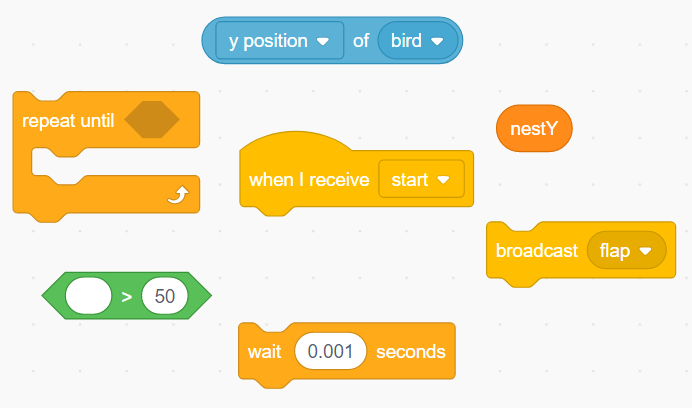 y position of bird
repeat until
nestY
when I receive start
broadcast flap
> 50
wait 0.001 seconds